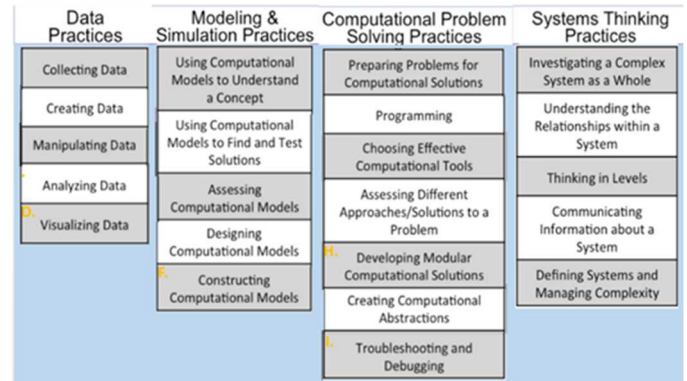 Data
Practices
Collecting Data
Creating Data
Manipulating Data
Analyzing Data
D.
Visualizing Data
Modeling &
Simulation Practices
Using Computational
Models to Understand
a Concept
Using Computational
Models to Find and Test
Solutions
Assessing
Computational Models
Designing
Computational Models
F.
Constructing
Computational Models
Computational Problem
Solving Practices
Preparing Problems for
Computational Solutions
Programming
Choosing Effective
Computational Tools
Assessing Different
Approaches/Solutions to a
Problem
H.
Developing Modular
Computational Solutions
Creating Computational
Abstractions
I.
Troubleshooting and
Debugging
Systems Thinking
Practices
Investigating a Complex
System as a Whole
Understanding the
Relationships within a
System
Thinking in Levels
Communicating
Information about a
System
Defining Systems and
Managing Complexity